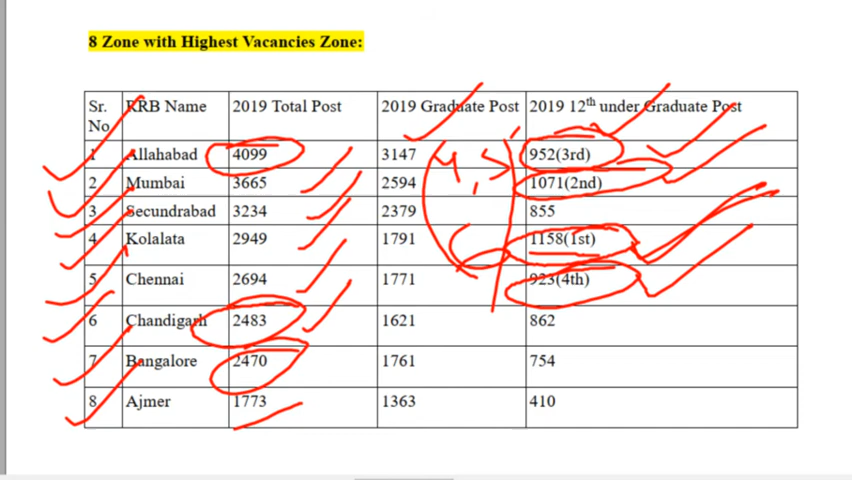 8 Zone with Highest Vacancies Zone:
Sr. No RRB Name 2019 Total Post 2019 Graduate Post 2019 12th under Graduate Post
1 Allahabad 4099 3147 952(3rd)
2 Mumbai 3665 2594 1071(2nd)
3 Secundrabad 3234 2379 855
4 Kolalata 2949 1791 1158(1st)
5 Chennai 2694 1771 923(4th)
6 Chandigarh 2483 1621 862
7 Bangalore 2470 1761 754
8 Ajmer 1773 1363 410